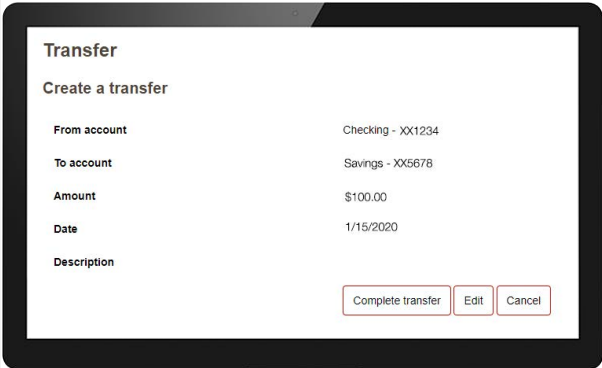 Transfer
Create a transfer
From account Checking - XX1234
To account Savings - XX5678
Amount $100.00
Date 1/15/2020
Description
Complete transfer Edit Cancel